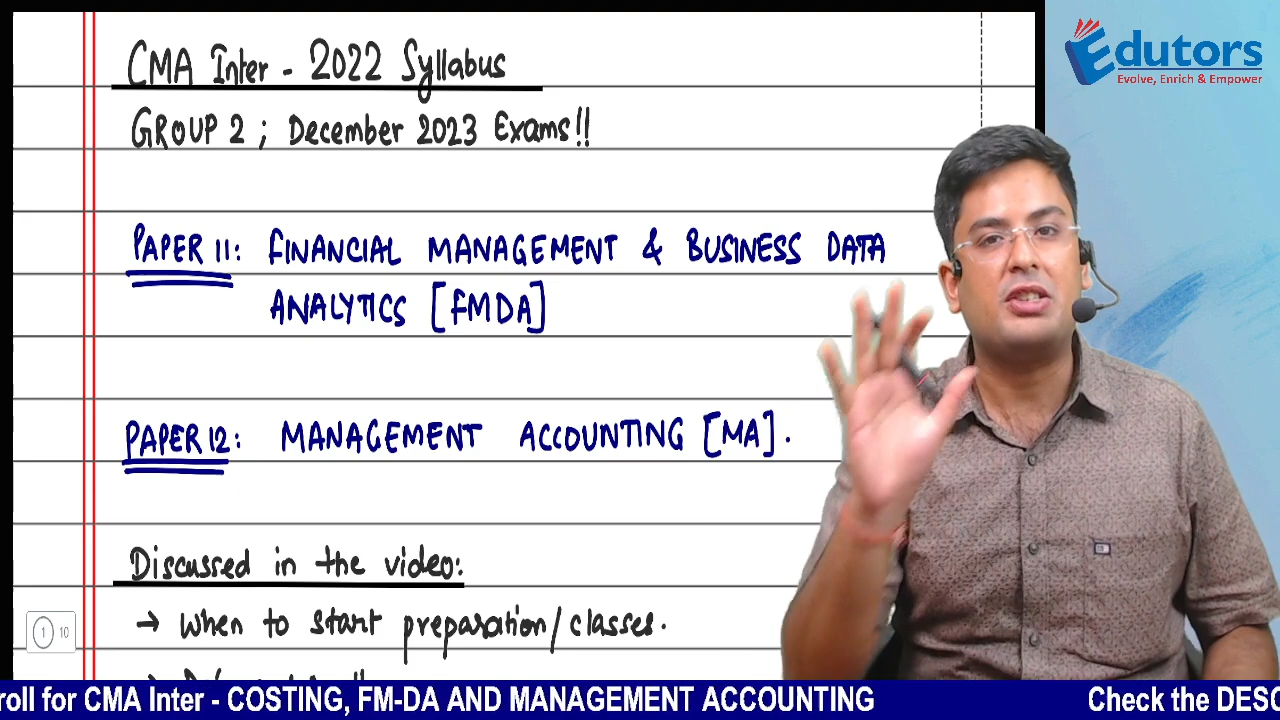 CMA Inter - 2022 Syllabus
GROUP 2 ; December 2023 Exams!!
PAPER 11: FINANCIAL MANAGEMENT & BUSINESS DATA
ANALYTICS [FMDA]
PAPER 12: MANAGEMENT ACCOUNTING [MA].
Discussed in the video:
→ When to start preparation/classes.
1 10
Edutors
Evolve, Enrich & Empower
roll for CMA Inter - COSTING, FM-DA AND MANAGEMENT ACCOUNTING Check the DESC